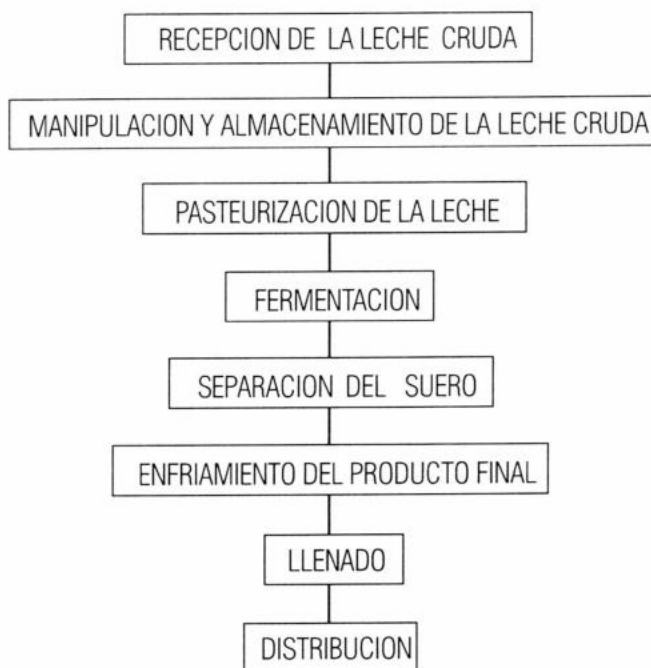 RECEPCION DE LA LECHE CRUDA
MANIPULACION Y ALMACENAMIENTO DE LA LECHE CRUDA
PASTEURIZACION DE LA LECHE
FERMENTACION
SEPARACION DEL SUERO
ENFRIAMIENTO DEL PRODUCTO FINAL
LLENADO
DISTRIBUCION